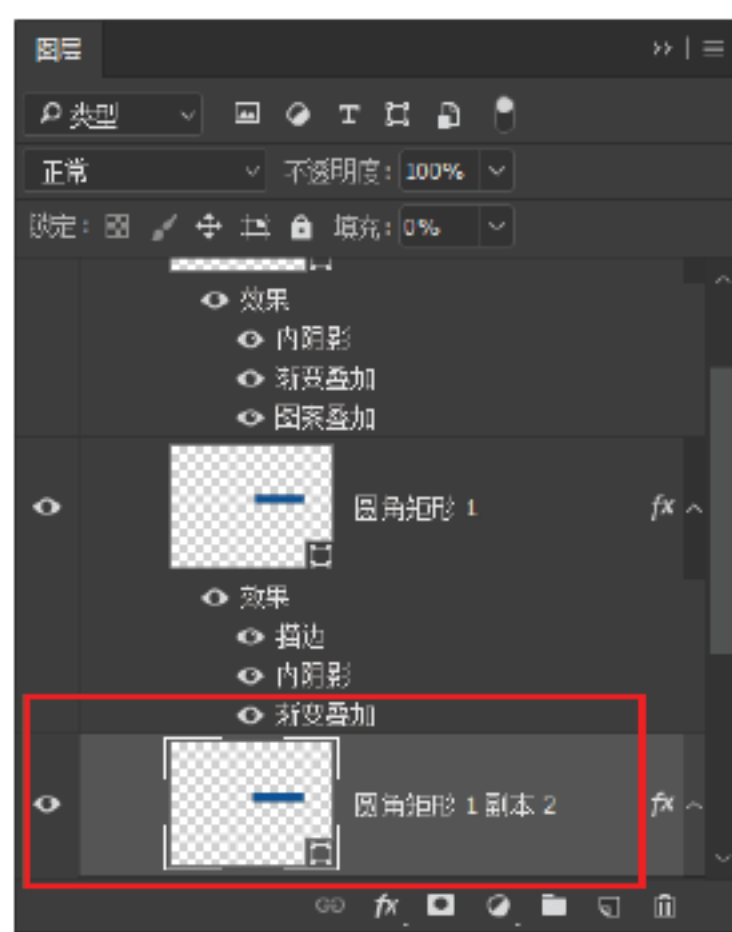 图层
类型
正常 不透明度: 100%
锁定: 填充: 0%
效果
内阴影
渐变叠加
图案叠加
圆角矩形 1 fx
效果
描边
内阴影
渐变叠加
圆角矩形 1 副本 2 fx
fx